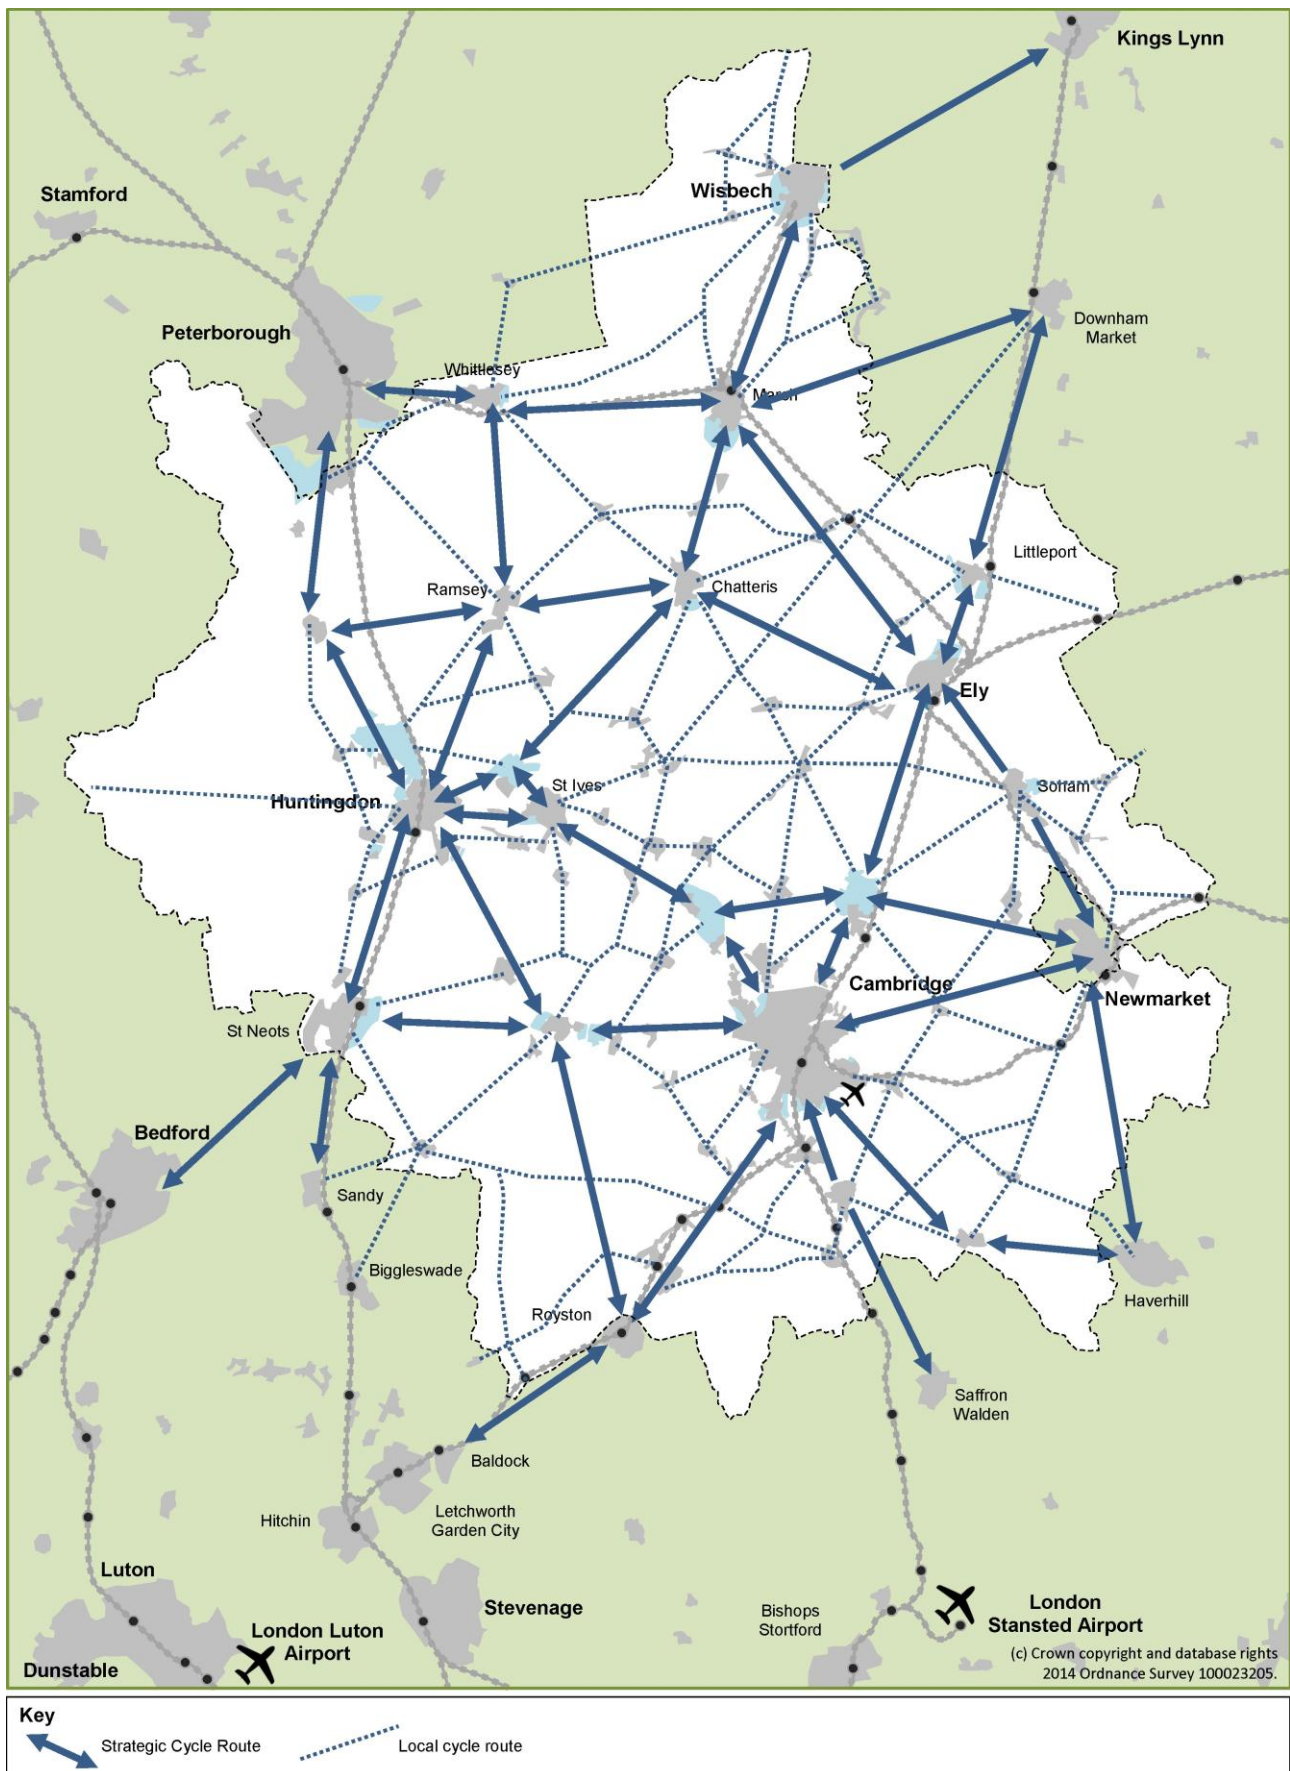 Kings Lynn
Stamford
Wisbech
Peterborough
Downham
Market
Whittlesey
March
Littleport
Ramsey
Chatteris
Ely
St Ives
Soham
Huntingdon
Cambridge
Newmarket
St Neots
Bedford
Sandy
Biggleswade
Royston
Haverhill
Saffron
Walden
Baldock
Letchworth
Garden City
Hitchin
Luton
Stevenage
London Luton
Airport
Bishops
Stortford
London
Stansted Airport
Dunstable
(c) Crown copyright and database rights
2014 Ordnance Survey 100023205.
Key
Strategic Cycle Route
Local cycle route